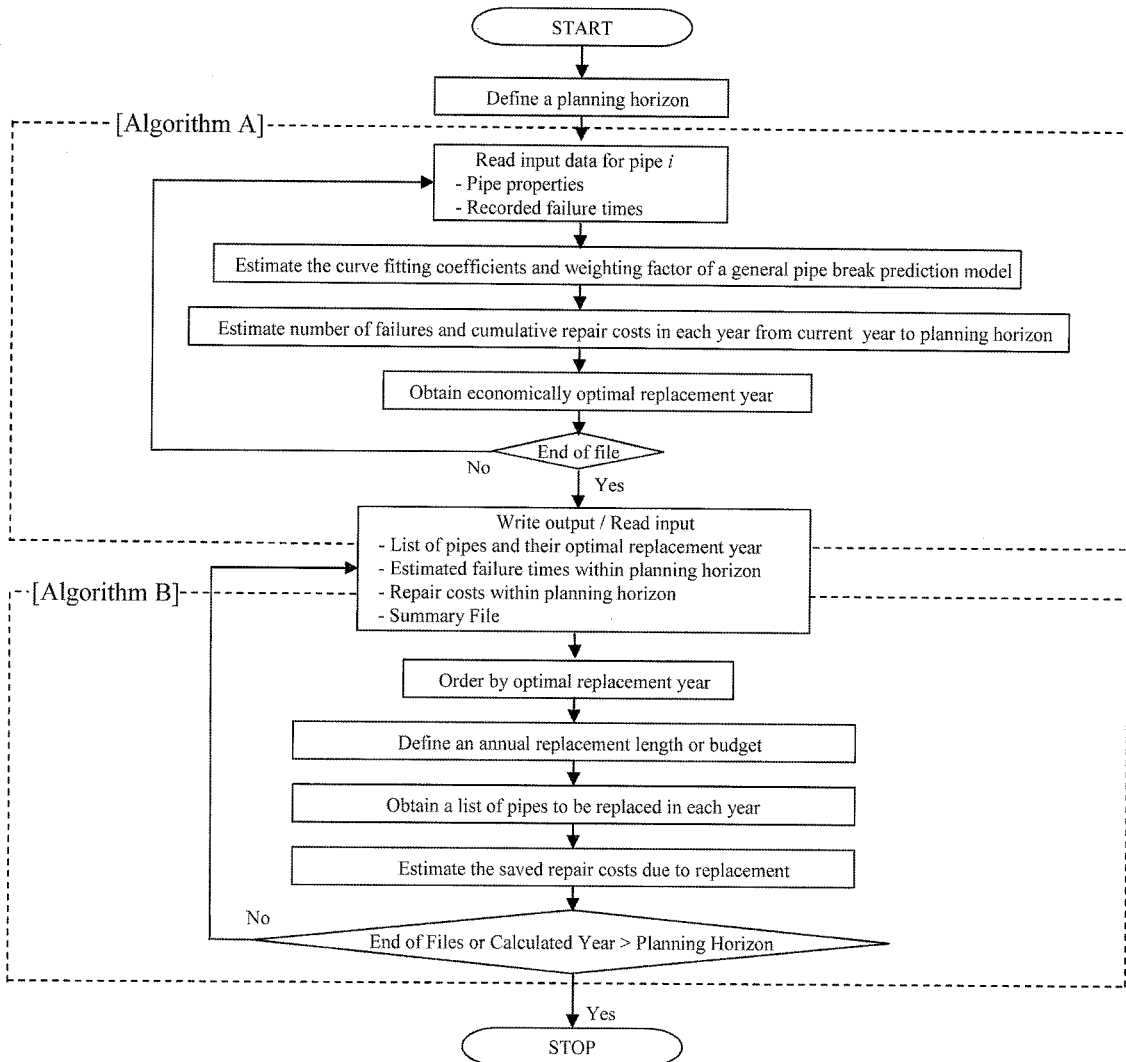 START
Define a planning horizon
[Algorithm A]
Read input data for pipe i
- Pipe properties
- Recorded failure times
Estimate the curve fitting coefficients and weighting factor of a general pipe break prediction model
Estimate number of failures and cumulative repair costs in each year from current year to planning horizon
Obtain economically optimal replacement year
End of file
No
Yes
Write output / Read input
- List of pipes and their optimal replacement year
- Estimated failure times within planning horizon
- Repair costs within planning horizon
- Summary File
[Algorithm B]
Order by optimal replacement year
Define an annual replacement length or budget
Obtain a list of pipes to be replaced in each year
Estimate the saved repair costs due to replacement
No
End of Files or Calculated Year > Planning Horizon
Yes
STOP